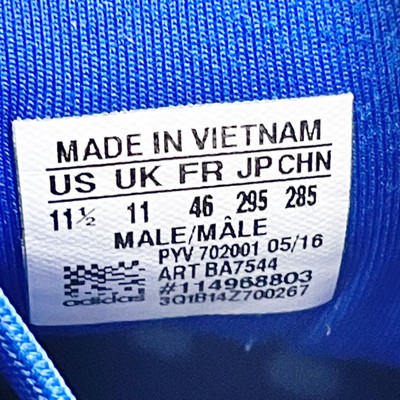 MADE IN VIETNAM
US UK FR JP CHN
11½ 11 46 295 285
MALE/MÂLE
PYV 702001 05/16
ART BA7544
#114968803
adidas 3Q1B14Z700267